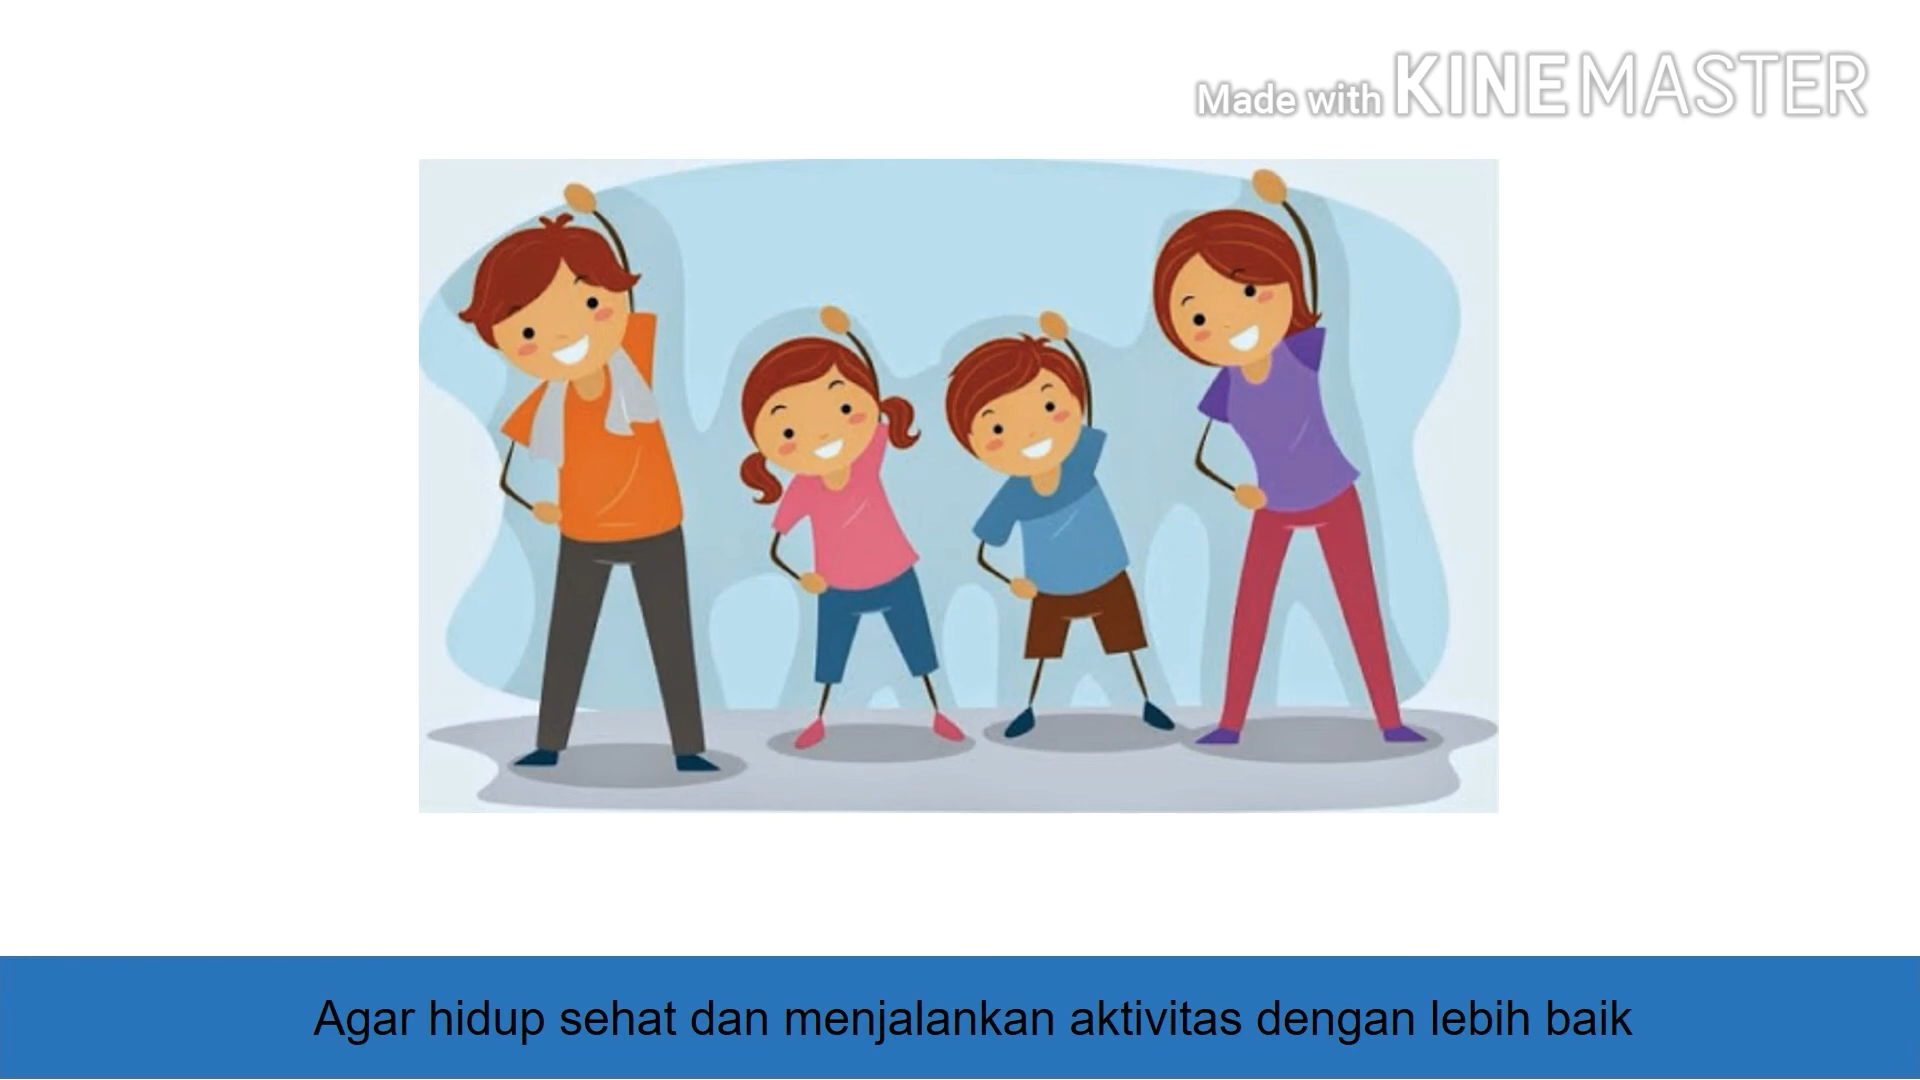 Made with KINEMASTER
Agar hidup sehat dan menjalankan aktivitas dengan lebih baik